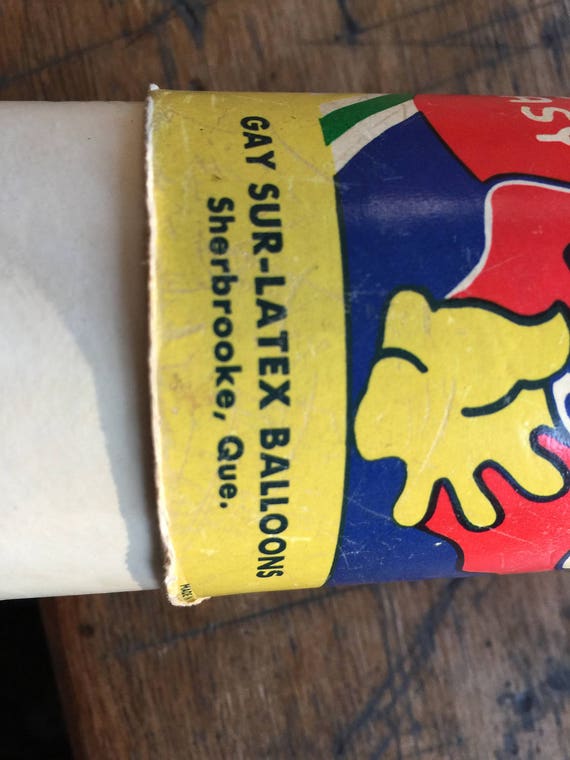 GAY SUR-LATEX BALLOONS
Sherbrooke, Que.